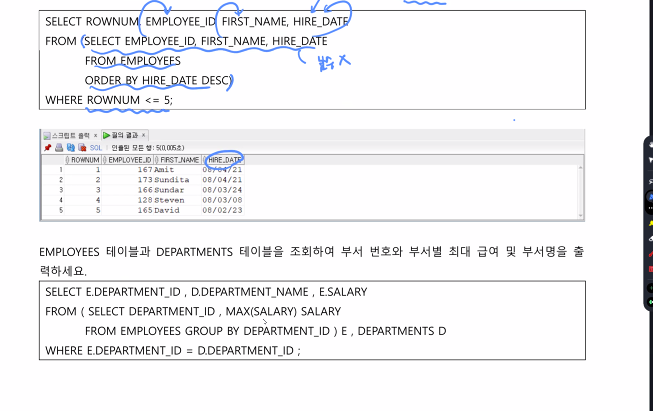 SELECT ROWNUM, EMPLOYEE_ID, FIRST_NAME, HIRE_DATE
FROM (SELECT EMPLOYEE_ID, FIRST_NAME, HIRE_DATE
FROM EMPLOYEES
ORDER BY HIRE_DATE DESC)
WHERE ROWNUM <= 5;
스크립트 출력 × 질의 결과 ×
SQL | 인출된 모든 행: 5(0.005초)
ROWNUM EMPLOYEE_ID FIRST_NAME HIRE_DATE
1 1 167 Amit 08/04/21
2 2 173 Sundita 08/04/21
3 3 166 Sundar 08/03/24
4 4 128 Steven 08/03/08
5 5 165 David 08/02/23
EMPLOYEES 테이블과 DEPARTMENTS 테이블을 조회하여 부서 번호와 부서별 최대 급여 및 부서명을 출
력하세요.
SELECT E.DEPARTMENT_ID , D.DEPARTMENT_NAME , E.SALARY
FROM ( SELECT DEPARTMENT_ID , MAX(SALARY) SALARY
FROM EMPLOYEES GROUP BY DEPARTMENT_ID ) E , DEPARTMENTS D
WHERE E.DEPARTMENT_ID = D.DEPARTMENT_ID ;